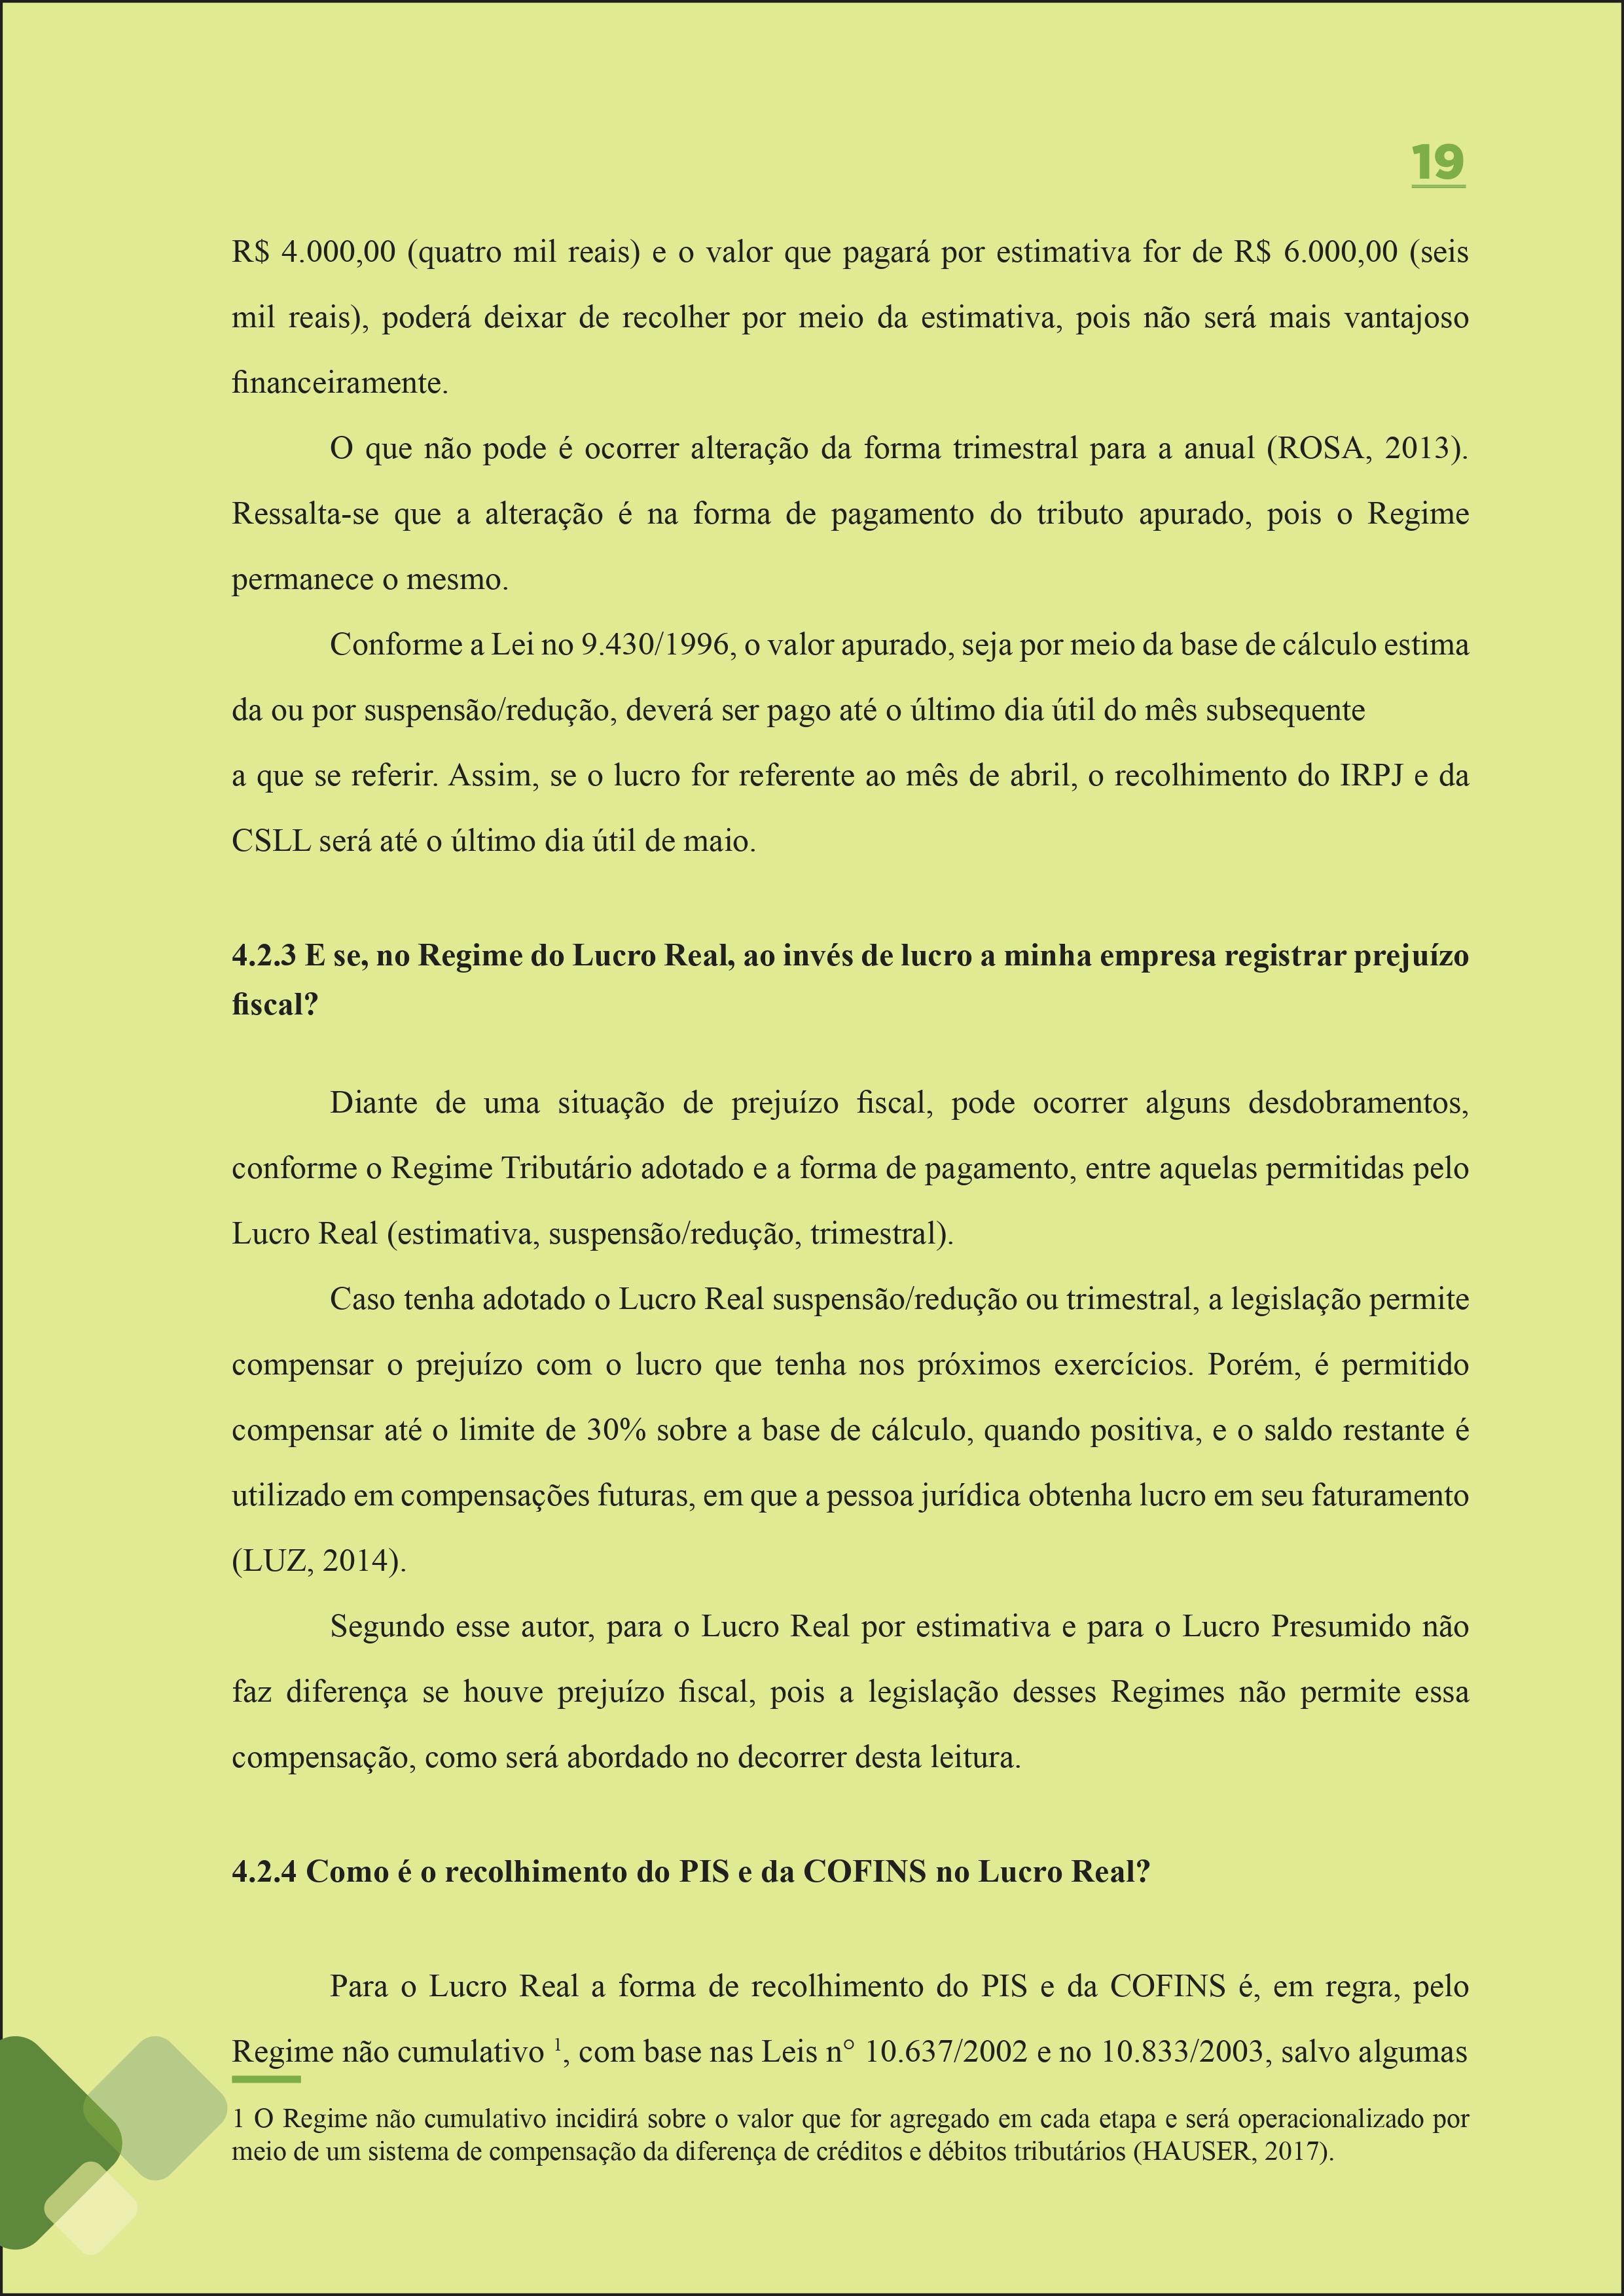 19
R$ 4.000,00 (quatro mil reais) e o valor que pagará por estimativa for de R$ 6.000,00 (seis
mil reais), poderá deixar de recolher por meio da estimativa, pois não será mais vantajoso
financeiramente.
O que não pode é ocorrer alteração da forma trimestral para a anual (ROSA, 2013).
Ressalta-se que a alteração é na forma de pagamento do tributo apurado, pois o Regime
permanece o mesmo.
Conforme a Lei no 9.430/1996, o valor apurado, seja por meio da base de cálculo estima
da ou por suspensão/redução, deverá ser pago até o último dia útil do mês subsequente
a que se referir. Assim, se o lucro for referente ao mês de abril, o recolhimento do IRPJ e da
CSLL será até o último dia útil de maio.
4.2.3 E se, no Regime do Lucro Real, ao invés de lucro a minha empresa registrar prejuízo
fiscal?
Diante de uma situação de prejuízo fiscal, pode ocorrer alguns desdobramentos,
conforme o Regime Tributário adotado e a forma de pagamento, entre aquelas permitidas pelo
Lucro Real (estimativa, suspensão/redução, trimestral).
Caso tenha adotado o Lucro Real suspensão/redução ou trimestral, a legislação permite
compensar o prejuízo com o lucro que tenha nos próximos exercícios. Porém, é permitido
compensar até o limite de 30% sobre a base de cálculo, quando positiva, e o saldo restante é
utilizado em compensações futuras, em que a pessoa jurídica obtenha lucro em seu faturamento
(LUZ, 2014).
Segundo esse autor, para o Lucro Real por estimativa e para o Lucro Presumido não
faz diferença se houve prejuízo fiscal, pois a legislação desses Regimes não permite essa
compensação, como será abordado no decorrer desta leitura.
4.2.4 Como é o recolhimento do PIS e da COFINS no Lucro Real?
Para o Lucro Real a forma de recolhimento do PIS e da COFINS é, em regra, pelo
Regime não cumulativo ¹, com base nas Leis n° 10.637/2002 e no 10.833/2003, salvo algumas
1 O Regime não cumulativo incidirá sobre o valor que for agregado em cada etapa e será operacionalizado por
meio de um sistema de compensação da diferença de créditos e débitos tributários (HAUSER, 2017).